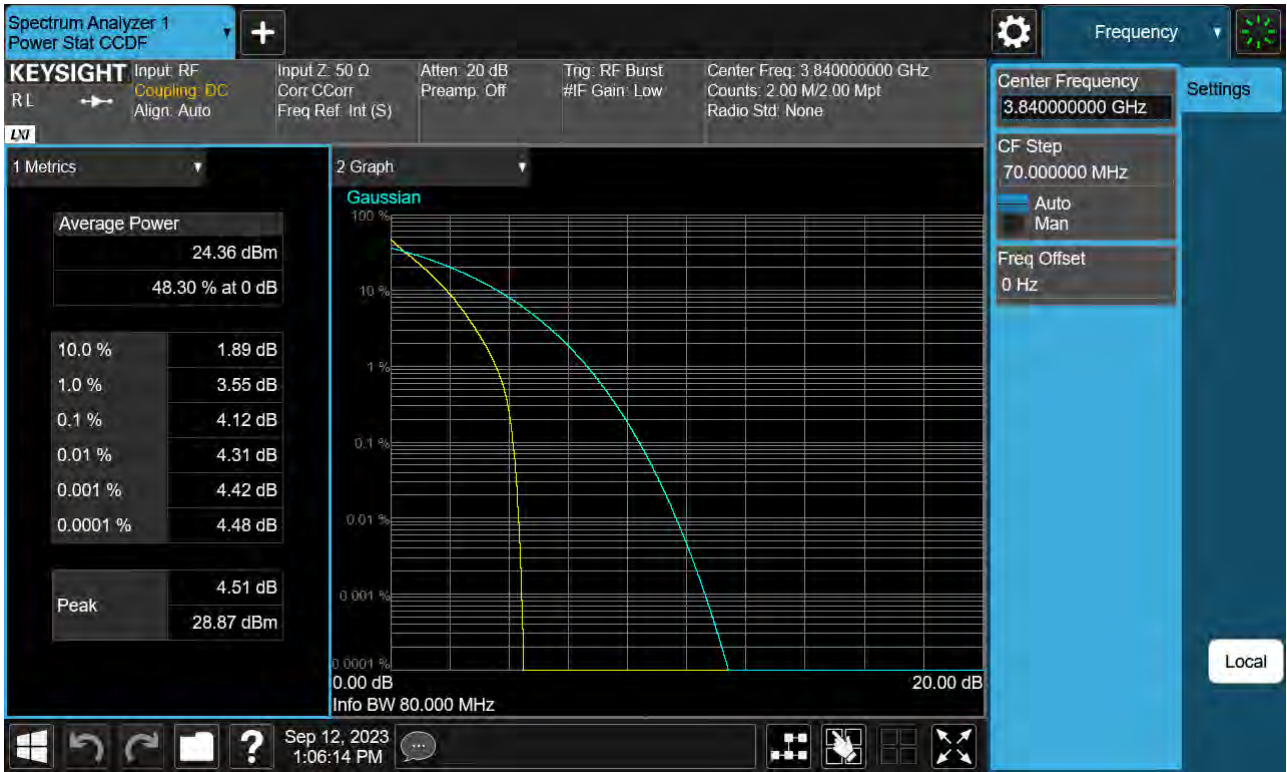 Spectrum Analyzer 1
Power Stat CCDF
+
Frequency
KEYSIGHT
R L
LXI
Input: RF
Coupling: DC
Align: Auto
Input Z: 50 Ω
Corr CCorr
Freq Ref: Int (S)
Atten: 20 dB
Preamp: Off
Trig: RF Burst
#IF Gain: Low
Center Freq: 3.840000000 GHz
Counts: 2.00 M/2.00 Mpt
Radio Std: None
Center Frequency
3.840000000 GHz
Settings
CF Step
70.000000 MHz
Auto
Man
Freq Offset
0 Hz
Local
1 Metrics
Average Power
24.36 dBm
48.30 % at 0 dB
10.0 % 1.89 dB
1.0 % 3.55 dB
0.1 % 4.12 dB
0.01 % 4.31 dB
0.001 % 4.42 dB
0.0001 % 4.48 dB
Peak
4.51 dB
28.87 dBm
2 Graph
Gaussian
100 %
10 %
1 %
0.1 %
0.01 %
0.001 %
0.0001 %
0.00 dB 20.00 dB
Info BW 80.000 MHz
?
Sep 12, 2023
1:06:14 PM